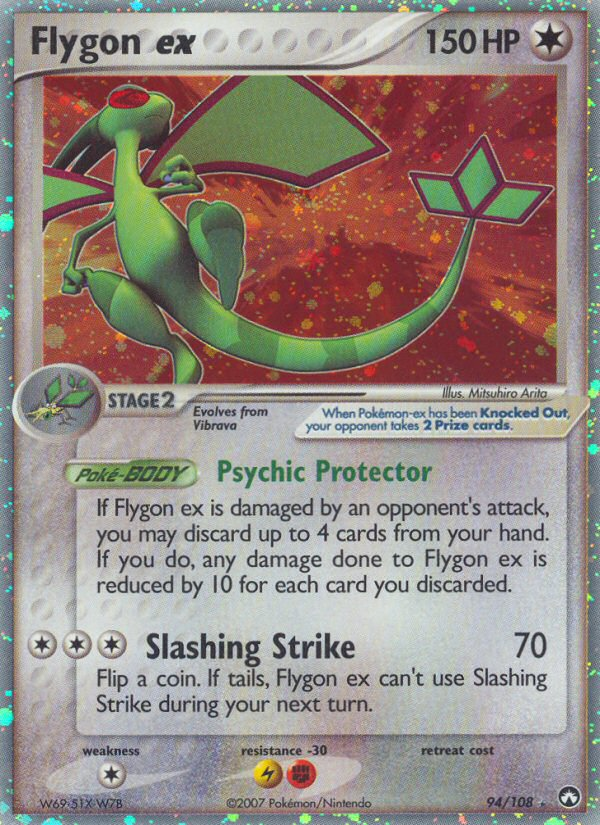 Flygon ex 150 HP
Illus. Mitsuhiro Arita
STAGE 2
Evolves from
Vibrava
When Pokémon-ex has been Knocked Out,
your opponent takes 2 Prize cards.
Poké-BODY Psychic Protector
If Flygon ex is damaged by an opponent's attack,
you may discard up to 4 cards from your hand.
If you do, any damage done to Flygon ex is
reduced by 10 for each card you discarded.
Slashing Strike 70
Flip a coin. If tails, Flygon ex can't use Slashing
Strike during your next turn.
weakness resistance -30 retreat cost
W69-51X-W7B ©2007 Pokémon/Nintendo 94/108